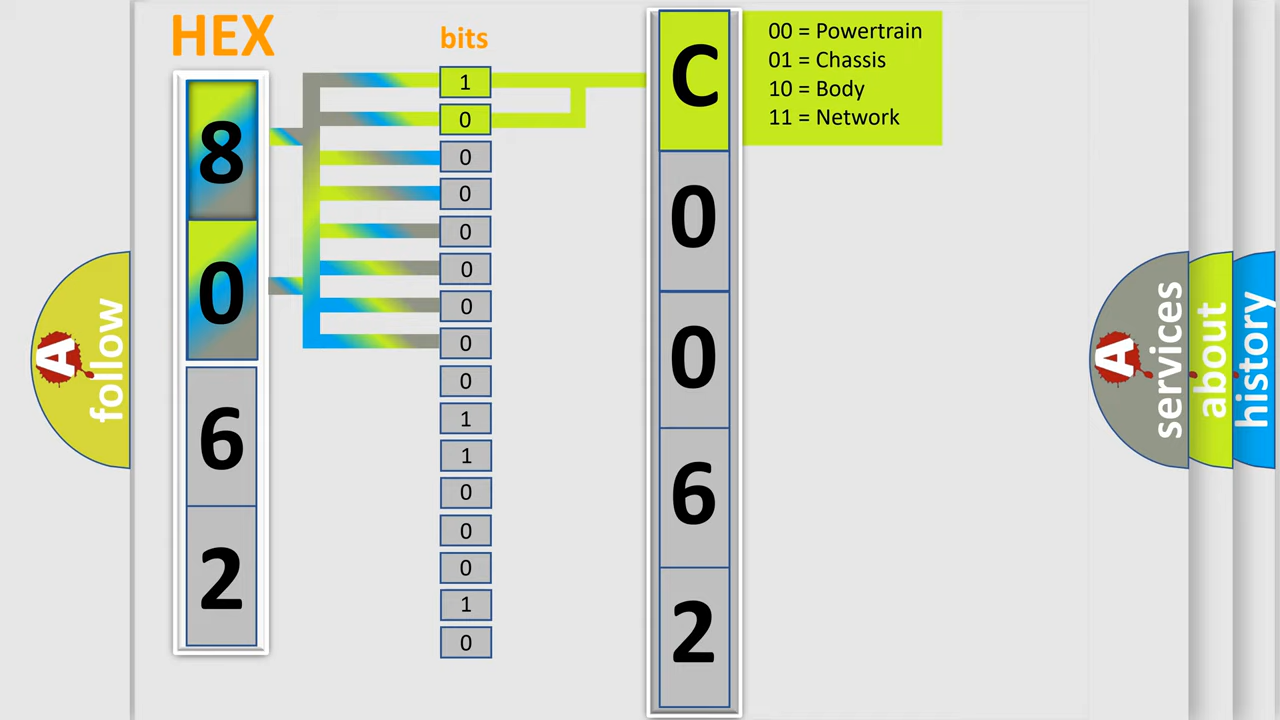 HEX
8
0
6
2
bits
1
0
0
0
0
0
0
0
0
1
1
0
0
0
1
0
C
0
0
6
2
00 = Powertrain
01 = Chassis
10 = Body
11 = Network
A
follow
A
services
about
history